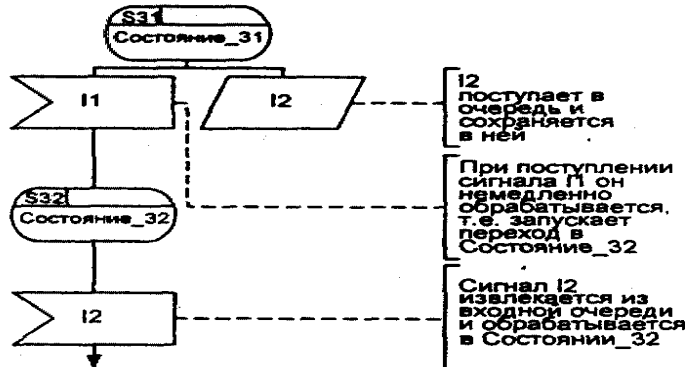 S31
Состояние_31
I1
I2
I2
поступает в
очередь и
сохраняется
в ней
При поступлении
сигнала I1 он
немедленно
обрабатывается,
т.е. запускает
переход в
Состояние_32
S32
Состояние_32
I2
Сигнал I2
извлекается из
входной очереди
и обрабатывается
в Состоянии_32